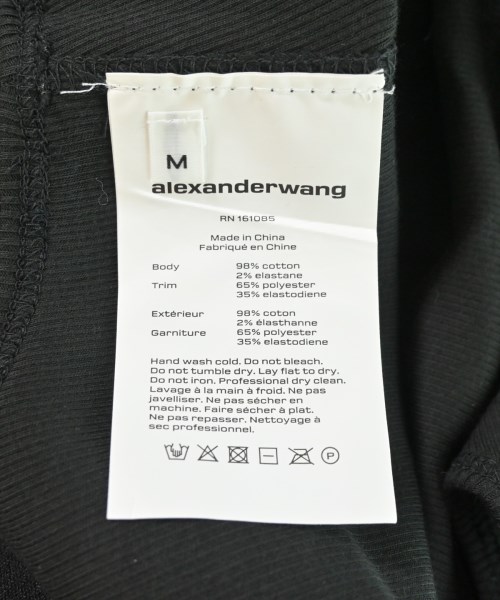 M
alexanderwang
RN 161085
Made in China
Fabriqué en Chine
Body 98% cotton
2% elastane
Trim 65% polyester
35% elastodiene
Extérieur 98% coton
2% élasthanne
Garniture 65% polyester
35% elastodiene
Hand wash cold. Do not bleach.
Do not tumble dry. Lay flat to dry.
Do not iron. Professional dry clean.
Lavage à la main à froid. Ne pas
javelliser. Ne pas sécher en
machine. Faire sécher à plat.
Ne pas repasser. Nettoyage à
sec professionnel.
P